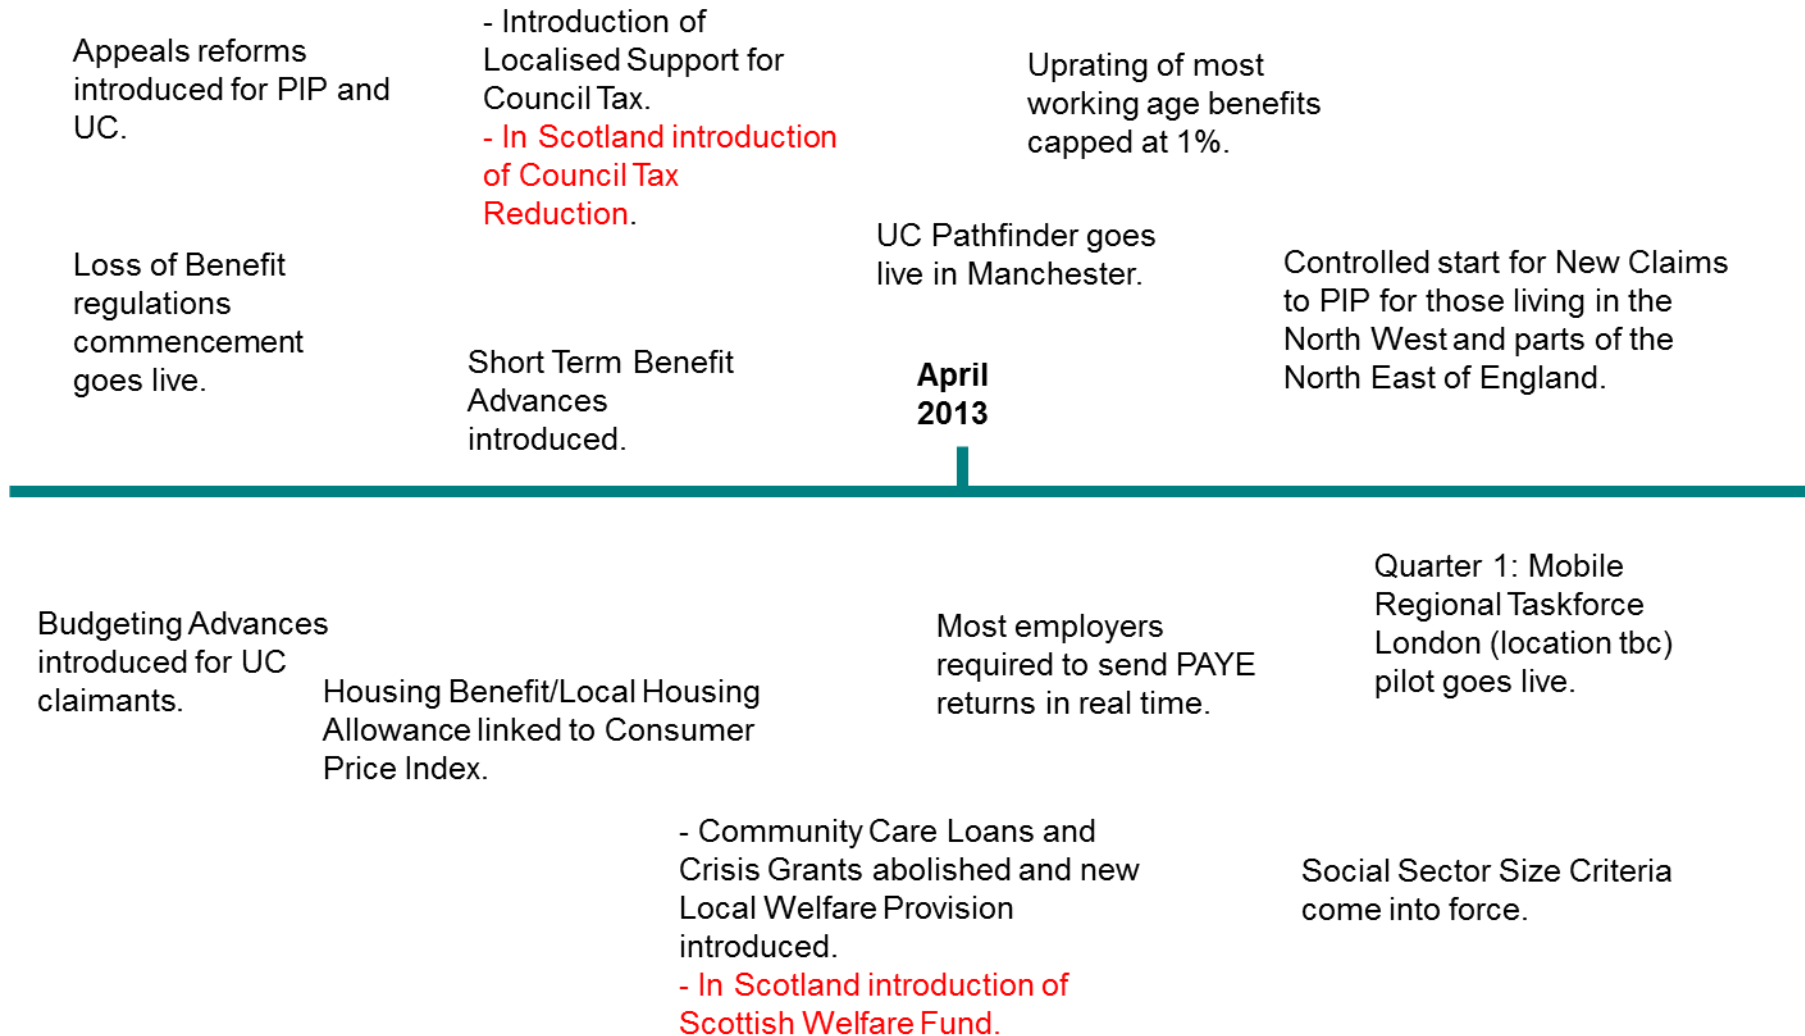 Appeals reforms
introduced for PIP and
UC.
- Introduction of
Localised Support for
Council Tax.
- In Scotland introduction
of Council Tax
Reduction.
Uprating of most
working age benefits
capped at 1%.
Loss of Benefit
regulations
commencement
goes live.
Short Term Benefit
Advances
introduced.
UC Pathfinder goes
live in Manchester.
April
2013
Controlled start for New Claims
to PIP for those living in the
North West and parts of the
North East of England.
Budgeting Advances
introduced for UC
claimants.
Housing Benefit/Local Housing
Allowance linked to Consumer
Price Index.
Most employers
required to send PAYE
returns in real time.
Quarter 1: Mobile
Regional Taskforce
London (location tbc)
pilot goes live.
- Community Care Loans and
Crisis Grants abolished and new
Local Welfare Provision
introduced.
- In Scotland introduction of
Scottish Welfare Fund.
Social Sector Size Criteria
come into force.